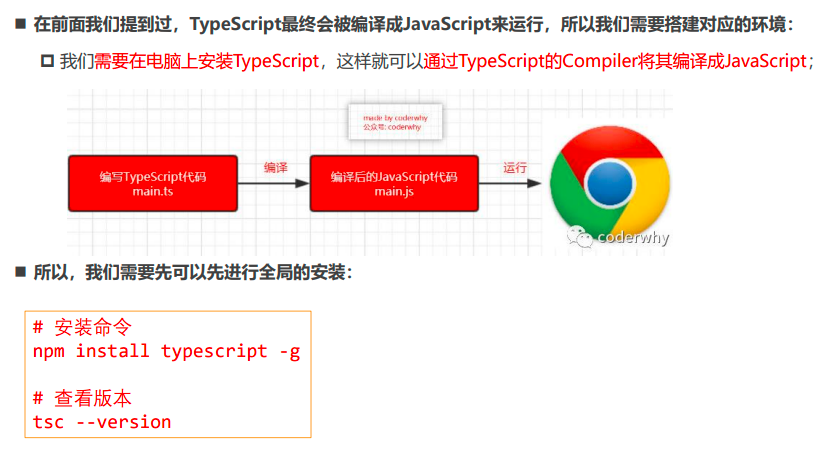 在前面我们提到过，TypeScript最终会被编译成JavaScript来运行，所以我们需要搭建对应的环境：
我们需要在电脑上安装TypeScript，这样就可以通过TypeScript的Compiler将其编译成JavaScript；
made by coderwhy
公众号: coderwhy
编写TypeScript代码
main.ts
编译
编译后的JavaScript代码
main.js
运行
coderwhy
所以，我们需要先可以先进行全局的安装：
# 安装命令
npm install typescript -g
# 查看版本
tsc --version